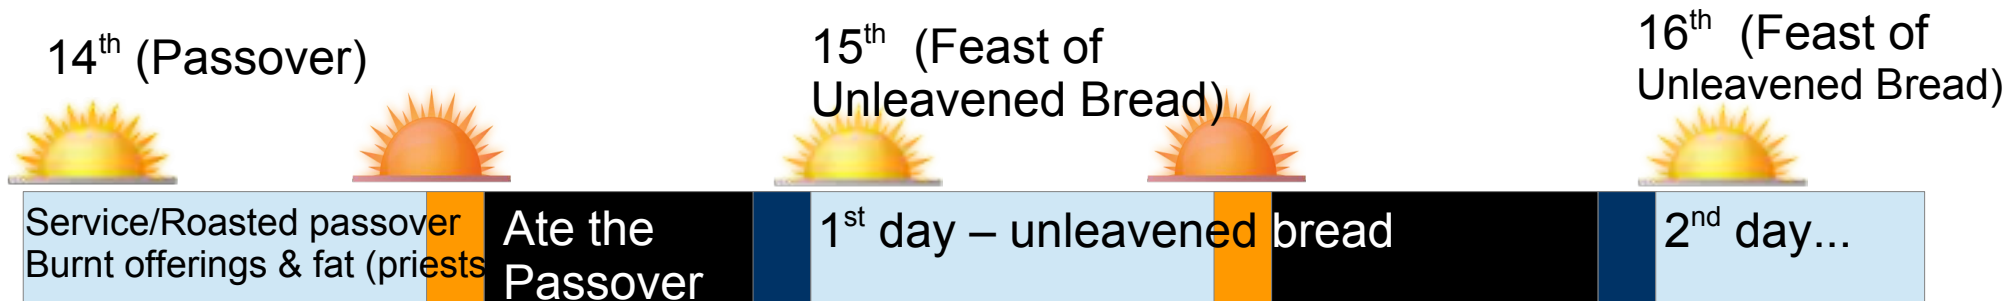 14th (Passover)
15th (Feast of
Unleavened Bread)
16th (Feast of
Unleavened Bread)
Service/Roasted passover
Burnt offerings & fat (priests
Ate the
Passover
1st day – unleavened bread
2nd day...